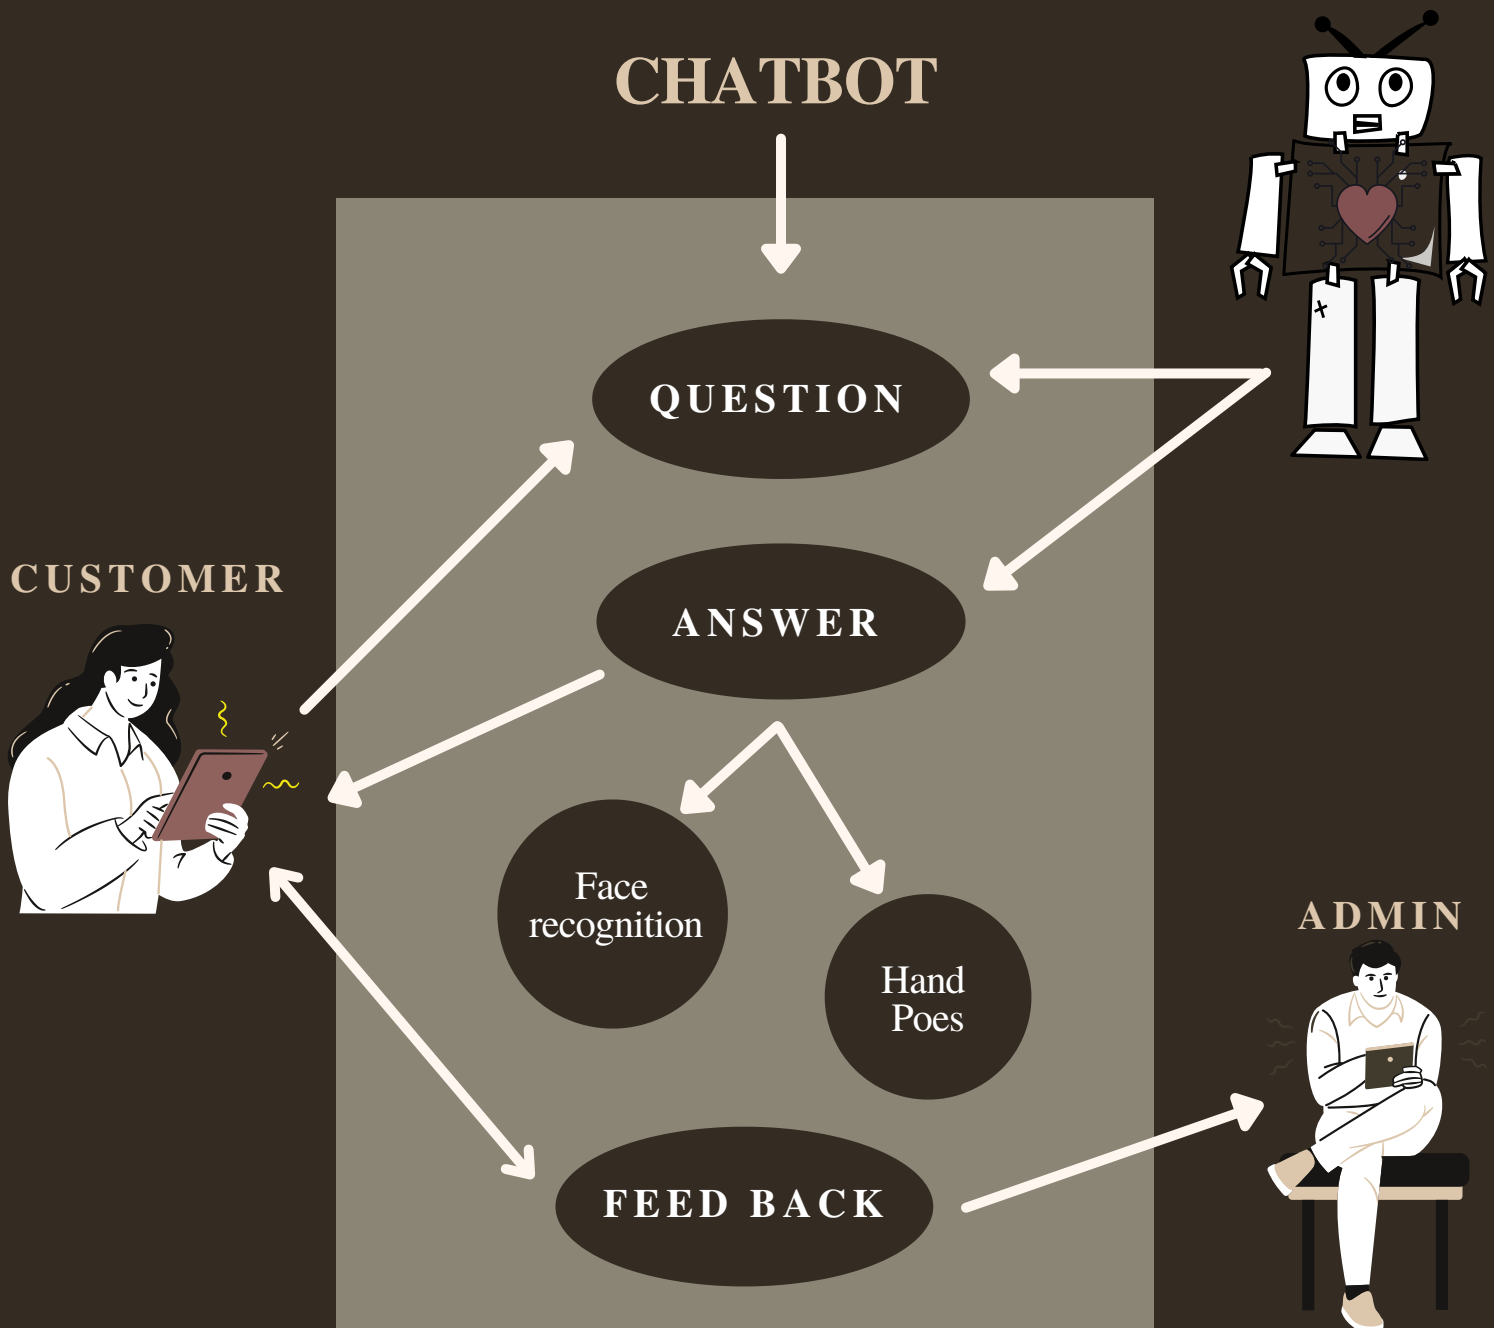 CHATBOT
QUESTION
CUSTOMER
ANSWER
Face
recognition
Hand
Poes
ADMIN
FEED BACK